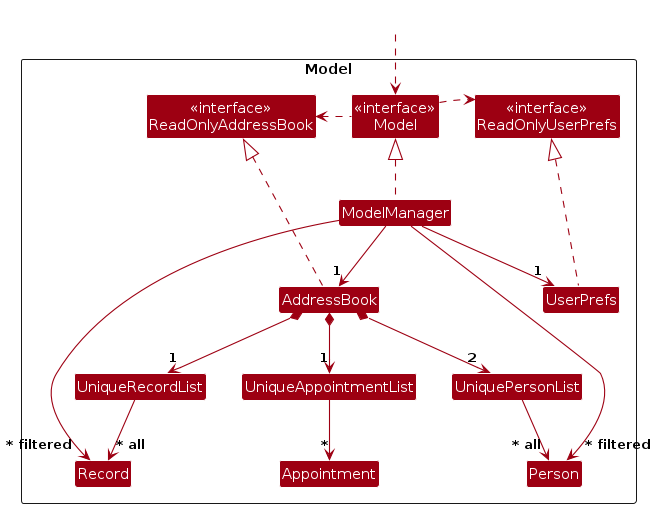 Model
«interface»
ReadOnlyAddressBook
«interface»
Model
«interface»
ReadOnlyUserPrefs
ModelManager
1
1
AddressBook
UserPrefs
1
1
2
UniqueRecordList
UniqueAppointmentList
UniquePersonList
* filtered
* all
*
* all
* filtered
Record
Appointment
Person